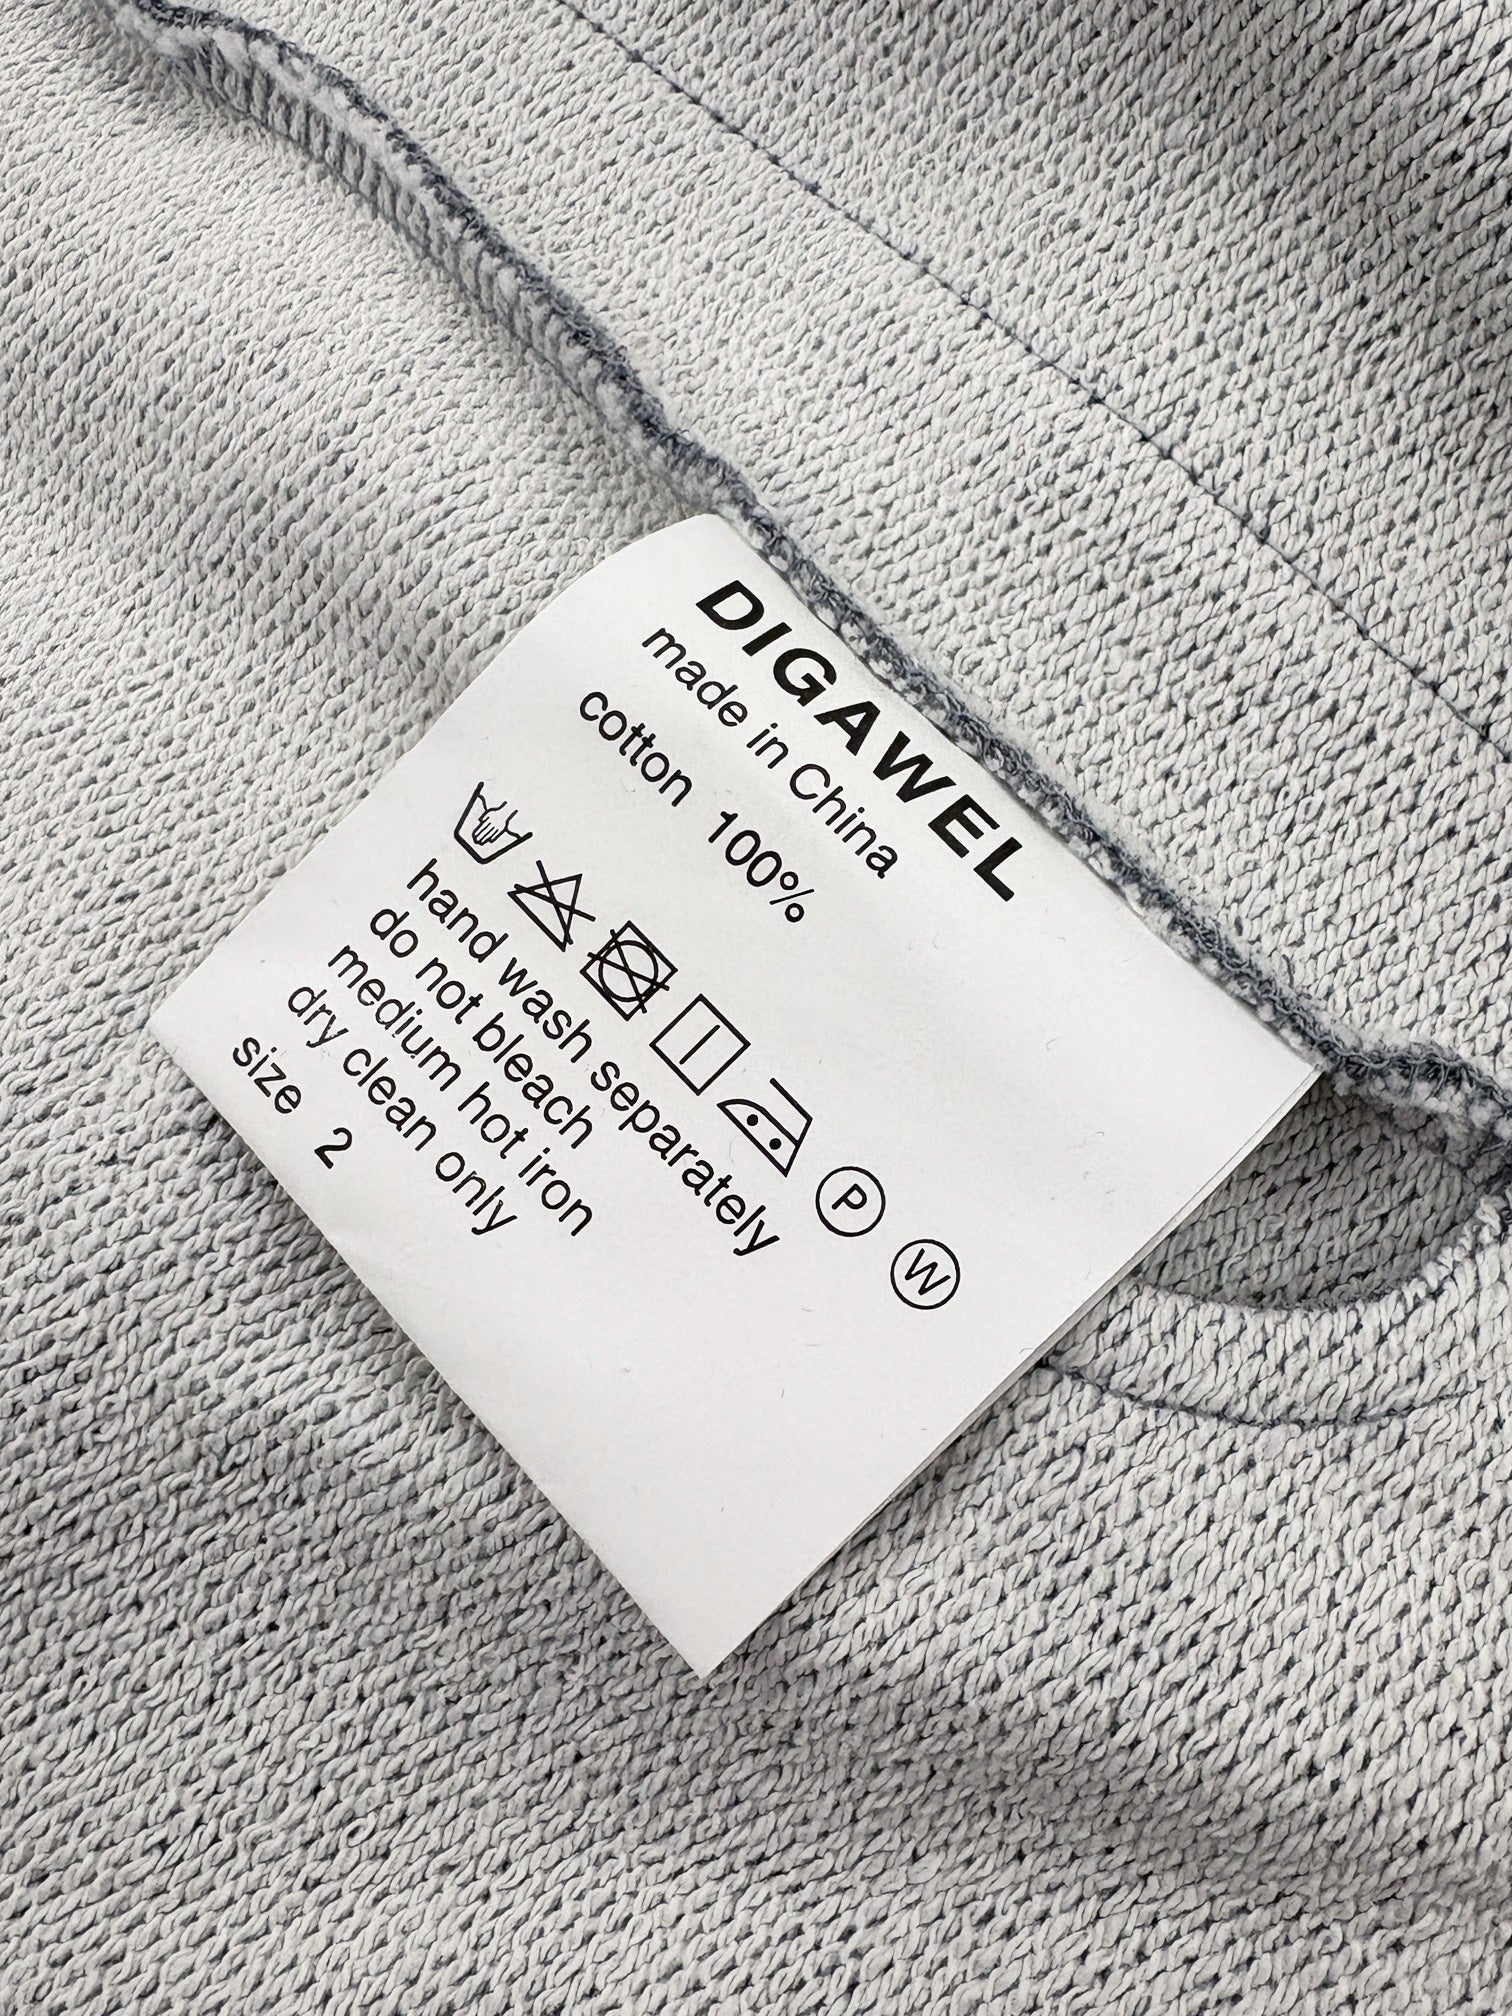 DIGAWEL
made in China
cotton 100%
P W
hand wash separately
do not bleach
medium hot iron
dry clean only
size 2